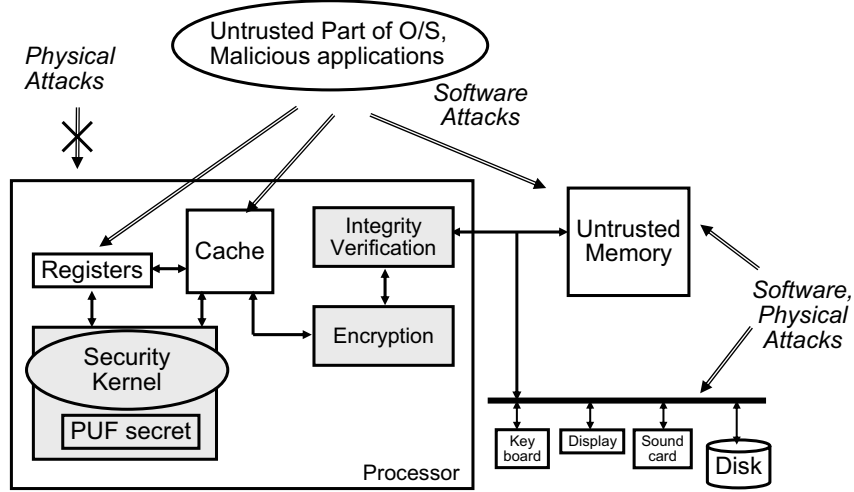 Untrusted Part of O/S,
Malicious applications
Physical
Attacks
Software
Attacks
Cache
Integrity
Verification
Untrusted
Memory
Registers
Encryption
Software,
Physical
Attacks
Security
Kernel
PUF secret
Key
board
Display
Sound
card
Disk
Processor